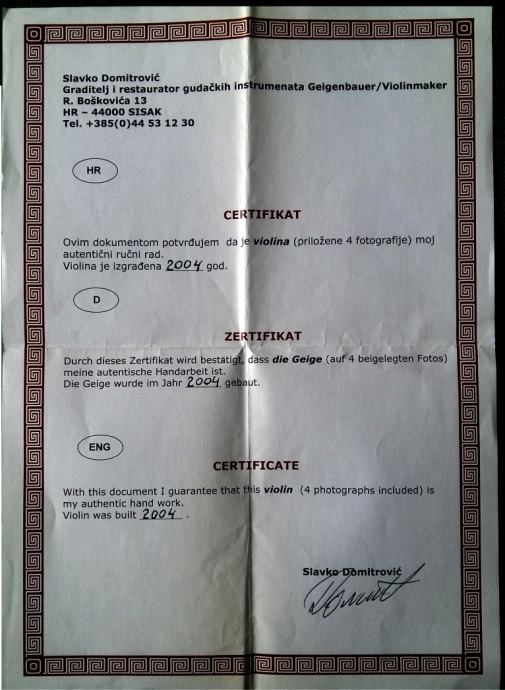 Slavko Domitrović
Graditelj i restaurator gudačkih instrumenata Geigenbauer/Violinmaker
R. Boškovića 13
HR – 44000 SISAK
Tel. +385(0)44 53 12 30
HR
CERTIFIKAT
Ovim dokumentom potvrđujem da je violina (priložene 4 fotografije) moj
autentični ručni rad.
Violina je izgrađena 2004 god.
D
ZERTIFIKAT
Durch dieses Zertifikat wird bestätigt, dass die Geige (auf 4 beigelegten Fotos)
meine autentische Handarbeit ist.
Die Geige wurde im Jahr 2004 gebaut.
ENG
CERTIFICATE
With this document I guarantee that this violin (4 photographs included) is
my authentic hand work.
Violin was built 2004 .
Slavko Domitrović